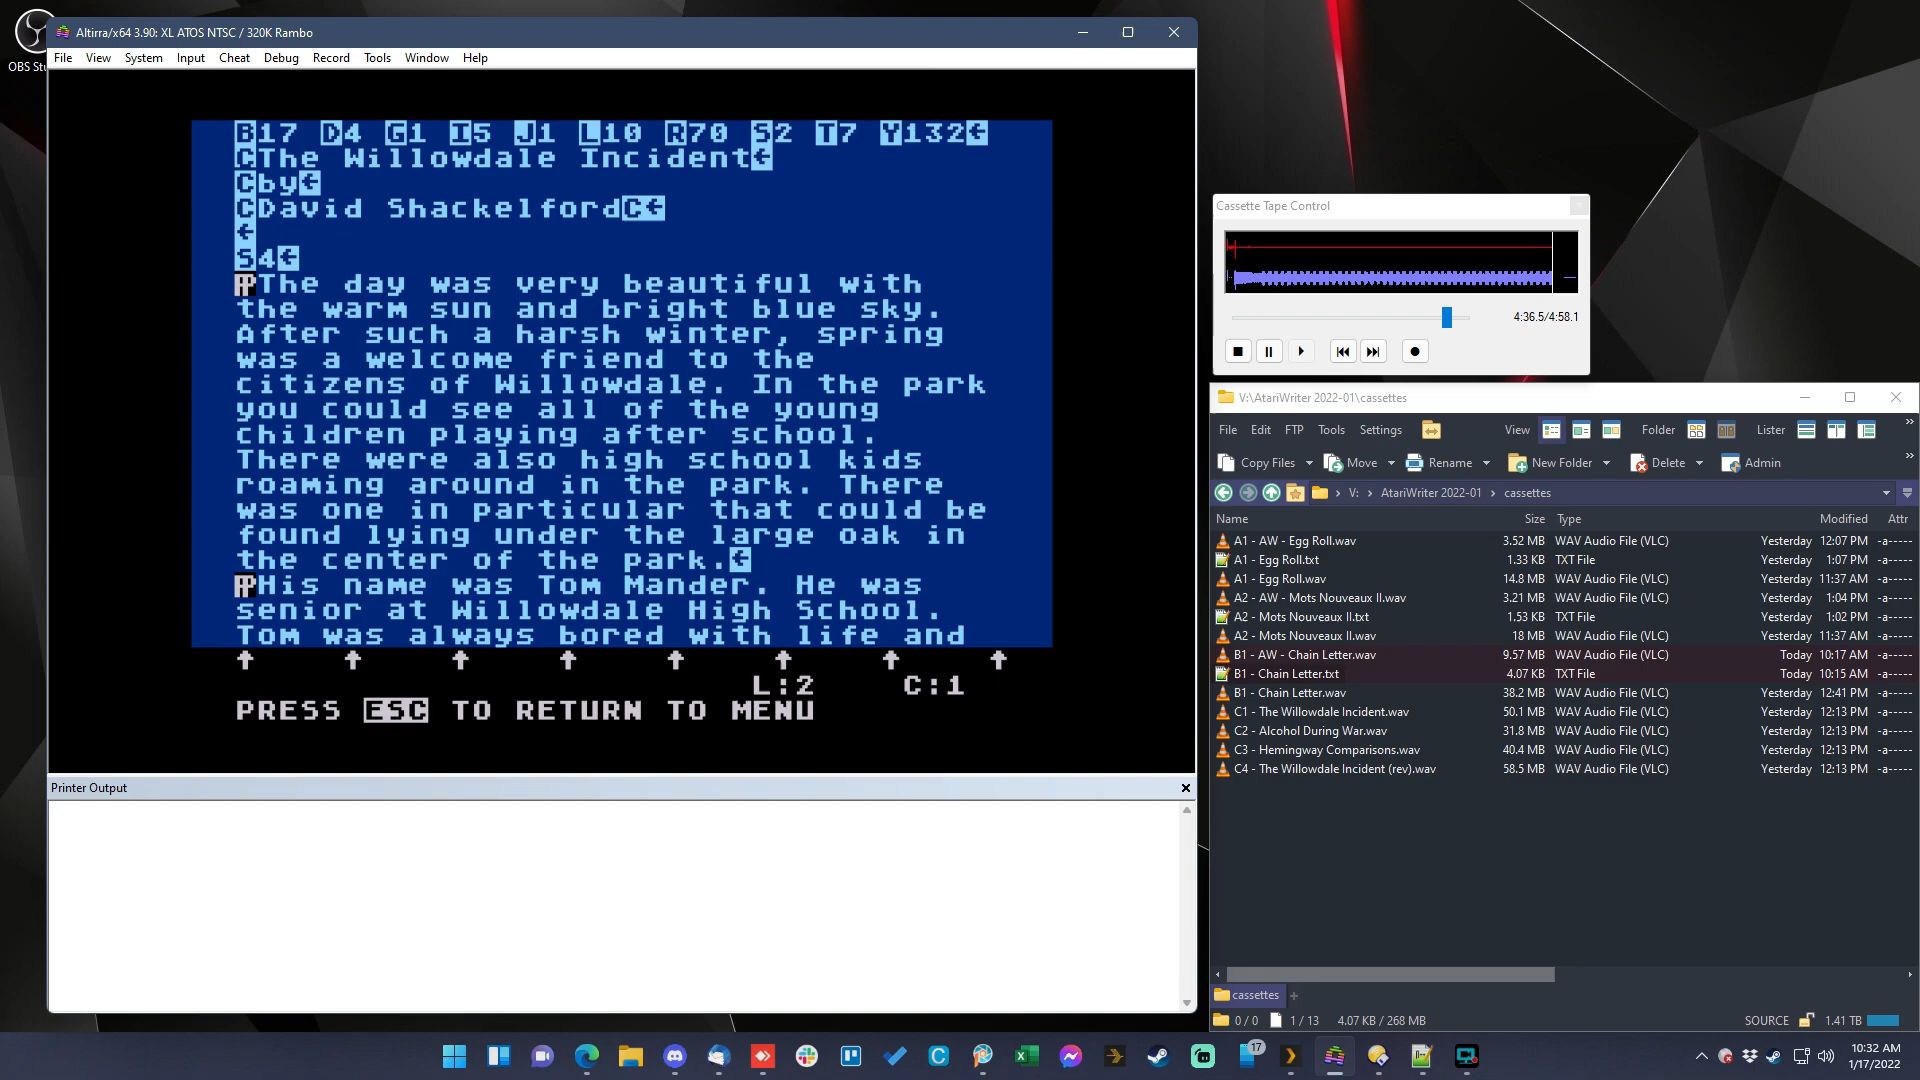 OBS Stu
Altirra/x64 3.90: XL ATOS NTSC / 320K Rambo
File View System Input Cheat Debug Record Tools Window Help
B17 D4 G1 I5 J1 L10 R70 S2 T7 Y132
CThe Willowdale Incident
Cby
CDavid ShackelfordC
S4
PThe day was very beautiful with
the warm sun and bright blue sky.
After such a harsh winter, spring
was a welcome friend to the
citizens of Willowdale. In the park
you could see all of the young
children playing after school.
There were also high school kids
roaming around in the park. There
was one in particular that could be
found lying under the large oak in
the center of the park.
PHis name was Tom Mander. He was
senior at Willowdale High School.
Tom was always bored with life and
L:2 C:1
PRESS ESC TO RETURN TO MENU
Printer Output
Cassette Tape Control
4:36.5/4:58.1
V:\AtariWriter 2022-01\cassettes
File Edit FTP Tools Settings View Folder Lister »
Copy Files Move Rename New Folder Delete Admin »
V: AtariWriter 2022-01 cassettes
Name Size Type Modified Attr
A1 - AW - Egg Roll.wav 3.52 MB WAV Audio File (VLC) Yesterday 12:07 PM -a-----
A1 - Egg Roll.txt 1.33 KB TXT File Yesterday 1:07 PM -a-----
A1 - Egg Roll.wav 14.8 MB WAV Audio File (VLC) Yesterday 11:37 AM -a-----
A2 - AW - Mots Nouveaux II.wav 3.21 MB WAV Audio File (VLC) Yesterday 1:04 PM -a-----
A2 - Mots Nouveaux II.txt 1.53 KB TXT File Yesterday 1:02 PM -a-----
A2 - Mots Nouveaux II.wav 18 MB WAV Audio File (VLC) Yesterday 11:37 AM -a-----
B1 - AW - Chain Letter.wav 9.57 MB WAV Audio File (VLC) Today 10:17 AM -a-----
B1 - Chain Letter.txt 4.07 KB TXT File Today 10:15 AM -a-----
B1 - Chain Letter.wav 38.2 MB WAV Audio File (VLC) Yesterday 12:41 PM -a-----
C1 - The Willowdale Incident.wav 50.1 MB WAV Audio File (VLC) Yesterday 12:13 PM -a-----
C2 - Alcohol During War.wav 31.8 MB WAV Audio File (VLC) Yesterday 12:13 PM -a-----
C3 - Hemingway Comparisons.wav 40.4 MB WAV Audio File (VLC) Yesterday 12:13 PM -a-----
C4 - The Willowdale Incident (rev).wav 58.5 MB WAV Audio File (VLC) Yesterday 12:13 PM -a-----
cassettes +
0 / 0 1 / 13 4.07 KB / 268 MB SOURCE 1.41 TB
17
10:32 AM
1/17/2022